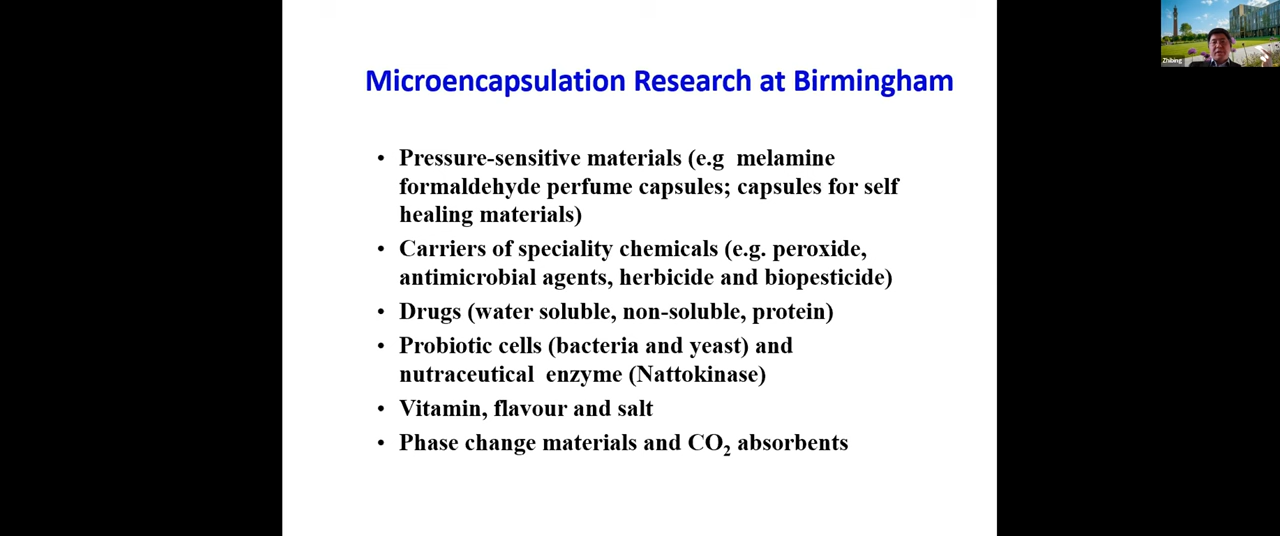 Zhibing
Microencapsulation Research at Birmingham
• Pressure-sensitive materials (e.g melamine
formaldehyde perfume capsules; capsules for self
healing materials)
• Carriers of speciality chemicals (e.g. peroxide,
antimicrobial agents, herbicide and biopesticide)
• Drugs (water soluble, non-soluble, protein)
• Probiotic cells (bacteria and yeast) and
nutraceutical enzyme (Nattokinase)
• Vitamin, flavour and salt
• Phase change materials and CO₂ absorbents